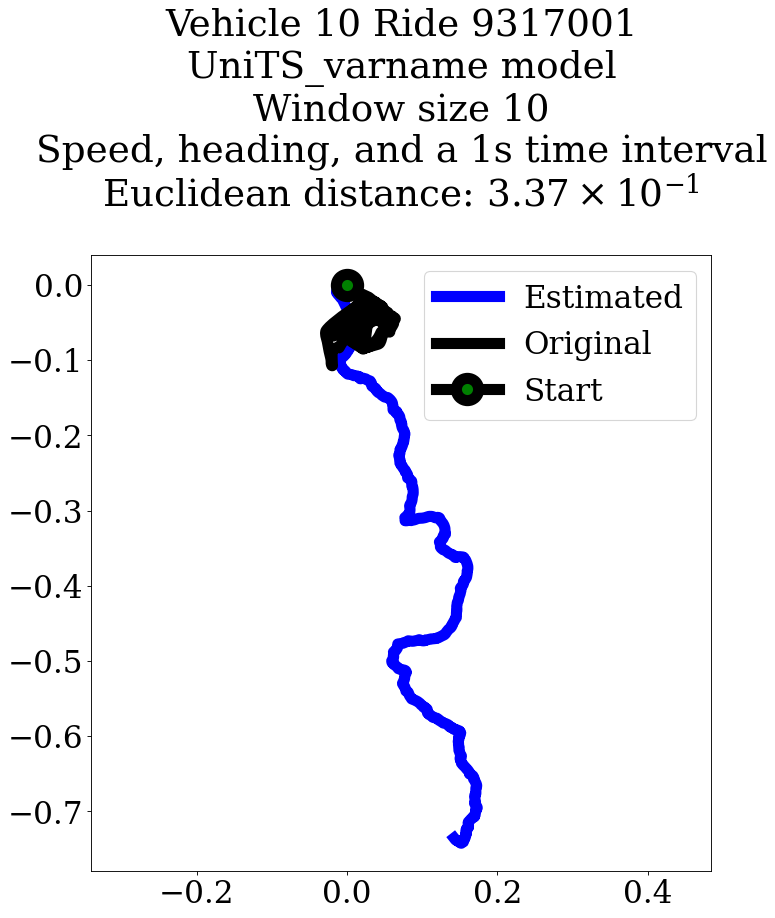 Vehicle 10 Ride 9317001
UniTS_varname model
Window size 10
Speed, heading, and a 1s time interval
Euclidean distance: 3.37 × 10⁻¹
Estimated
Original
Start
0.0
−0.1
−0.2
−0.3
−0.4
−0.5
−0.6
−0.7
−0.2 0.0 0.2 0.4